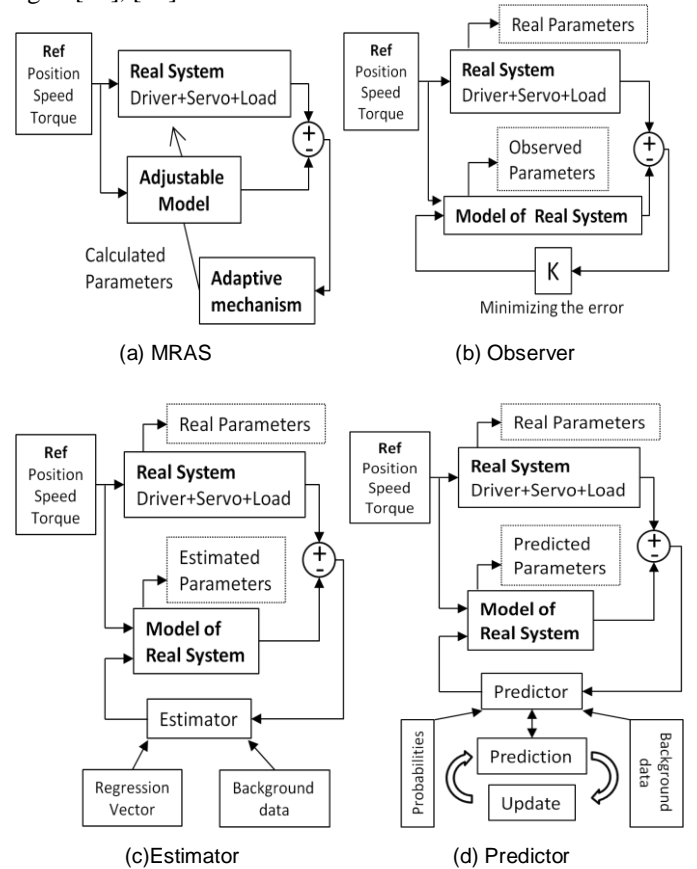 Ref
Position
Speed
Torque
Real System
Driver+Servo+Load
+
-
Adjustable
Model
Calculated
Parameters
Adaptive
mechanism
(a) MRAS
Real Parameters
Ref
Position
Speed
Torque
Real System
Driver+Servo+Load
+
-
Observed
Parameters
Model of Real System
K
Minimizing the error
(b) Observer
Real Parameters
Ref
Position
Speed
Torque
Real System
Driver+Servo+Load
+
-
Estimated
Parameters
Model of
Real System
Estimator
Regression
Vector
Background
data
(c)Estimator
Real Parameters
Ref
Position
Speed
Torque
Real System
Driver+Servo+Load
+
-
Predicted
Parameters
Model of
Real System
Predictor
Probabilities
Prediction
Update
Background
data
(d) Predictor